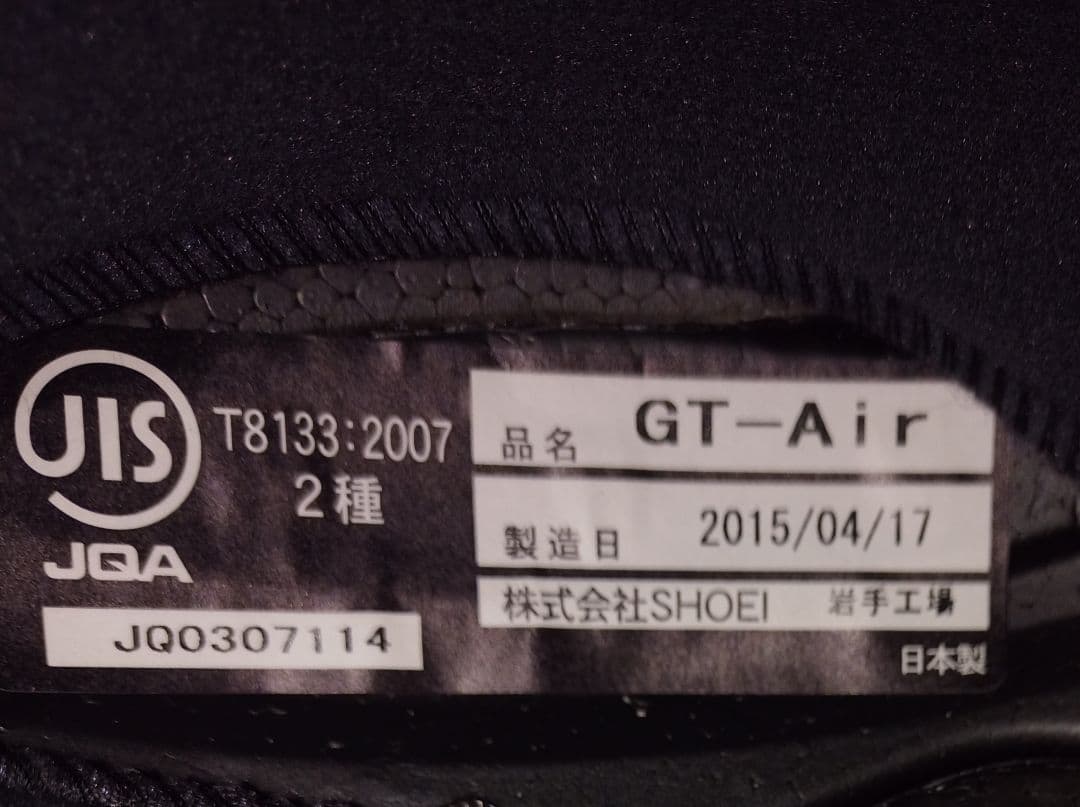 JIS
T8133:2007
2種
JQA
JQ0307114
品名 GT-Air
製造日 2015/04/17
株式会社SHOEI 岩手工場
日本製